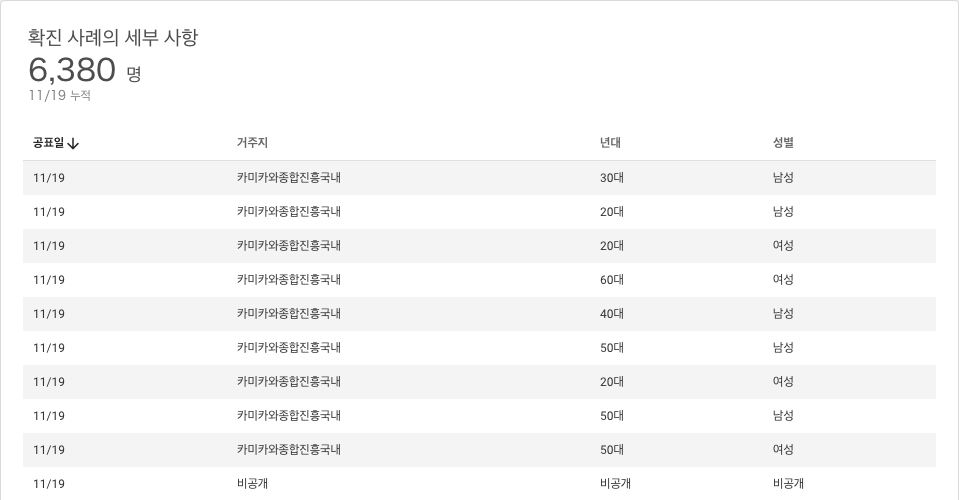 확진 사례의 세부 사항
6,380 명
11/19 누적
공표일 거주지 년대 성별
11/19 카미카와종합진흥국내 30대 남성
11/19 카미카와종합진흥국내 20대 남성
11/19 카미카와종합진흥국내 20대 여성
11/19 카미카와종합진흥국내 60대 여성
11/19 카미카와종합진흥국내 40대 남성
11/19 카미카와종합진흥국내 50대 남성
11/19 카미카와종합진흥국내 20대 여성
11/19 카미카와종합진흥국내 50대 남성
11/19 카미카와종합진흥국내 50대 여성
11/19 비공개 비공개 비공개